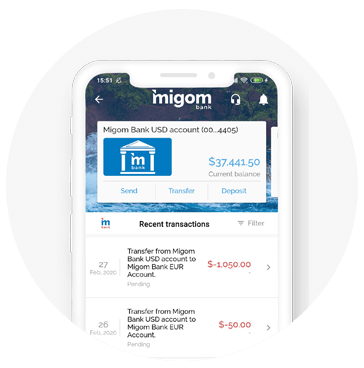 15:51
migom
bank
Migom Bank USD account (00...4405)
m
bank
$37,441.50
Current balance
Send Transfer Deposit
m
bank
Recent transactions
Filter
27
Feb, 2020
Transfer from Migom
Bank USD account to
Migom Bank EUR
Account.
Pending
$-1,050.00
26
Feb, 2020
Transfer from Migom
Bank USD account to
Migom Bank EUR
Account.
Pending
$-50.00